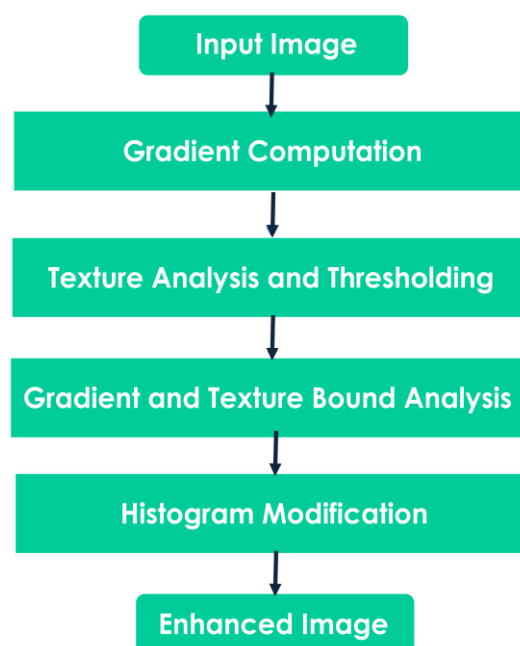 Input Image
Gradient Computation
Texture Analysis and Thresholding
Gradient and Texture Bound Analysis
Histogram Modification
Enhanced Image